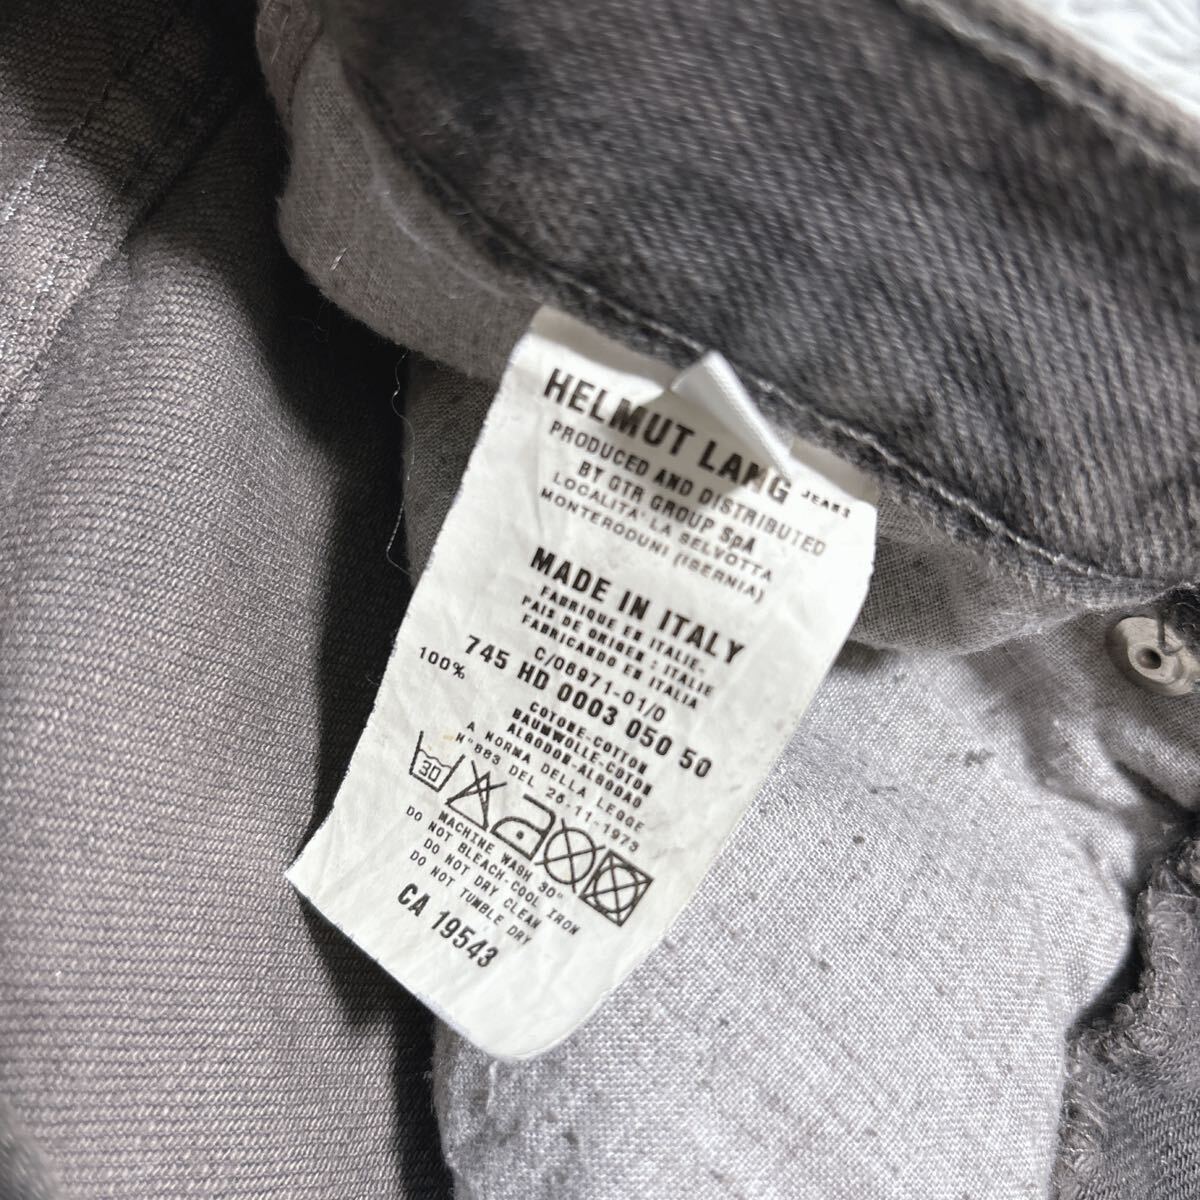 HELMUT LANG JEANS
PRODUCED AND DISTRIBUTED
BY GTR GROUP SpA
LOCALITA' LA SELVOTTA
MONTERODUNI (ISERNIA)
MADE IN ITALY
FABRIQUE EN ITALIE.
PAIS DE ORIGEN: ITALIE
FABRICANDO EN ITALIA
C/06971-01/D
745 HD 0003 050 50
100%
COTONE-COTTON
BAUMWOLLE-COTON
ALGODON-ALGODAO
A NORMA DELLA LEGGE
N°883 DEL 26.11-1973
30
MACHINE WASH 30°
DO NOT BLEACH-COOL IRON
DO NOT DRY CLEAN
DO NOT TUMBLE DRY
CA 19543